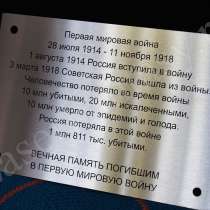 Первая мировая война
28 июля 1914 - 11 ноября 1918
1 августа 1914 Россия вступила в войну
3 марта 1918 Советская Россия вышла из войны
Человечество потеряло во время войны
10 млн убитыми, 20 млн искалеченными,
10 млн умерло от эпидемий и голода.
Россия потеряла в этой войне
1 млн 811 тыс. убитыми.
ВЕЧНАЯ ПАМЯТЬ ПОГИБШИМ
В ПЕРВУЮ МИРОВУЮ ВОЙНУ